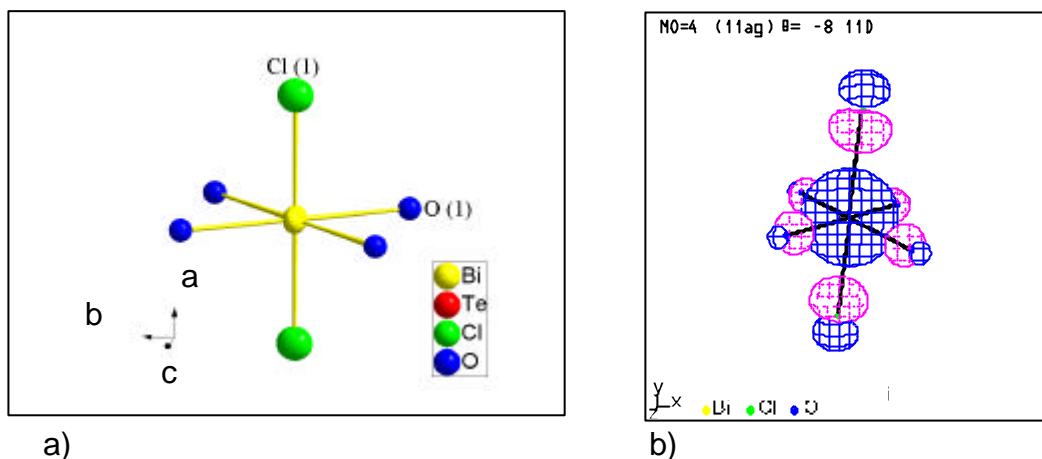 Cl (1)
O (1)
a
b
c
Bi
Te
Cl
O
a)
MO=4 (11ag) E= -8 11D
y
x
Bi Cl O
b)